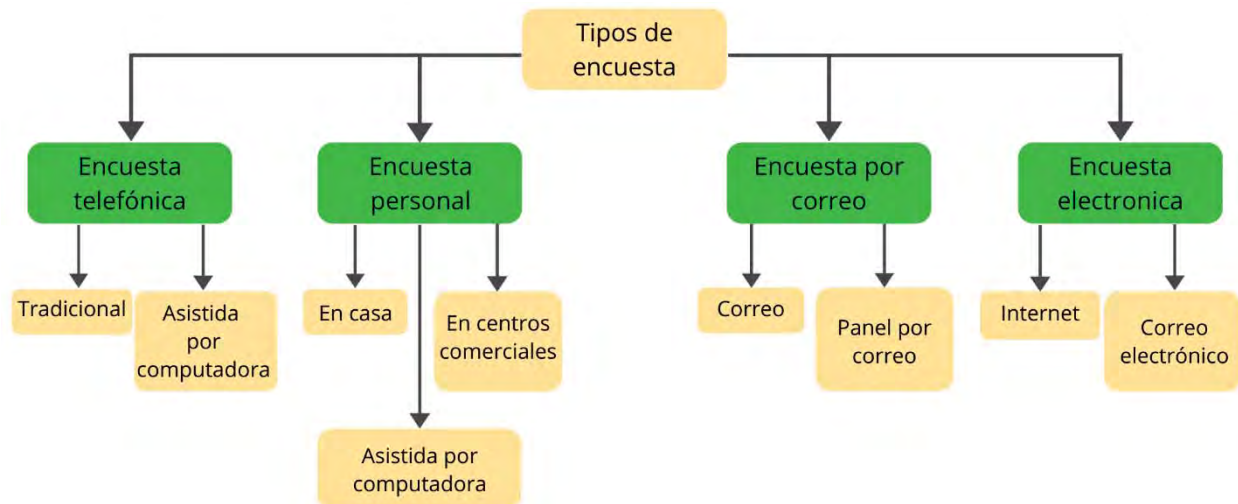 Tipos de
encuesta
Encuesta
telefónica
Encuesta
personal
Encuesta por
correo
Encuesta
electronica
Tradicional
Asistida
por
computadora
En casa
En centros
comerciales
Asistida por
computadora
Correo
Panel por
correo
Internet
Correo
electrónico